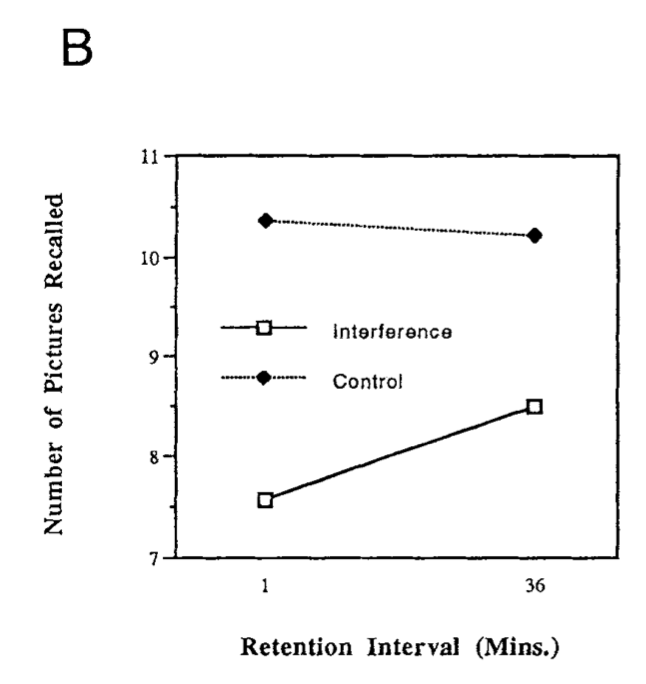 B
11
10
9
8
7
Number of Pictures Recalled
Interference
Control
1 36
Retention Interval (Mins.)